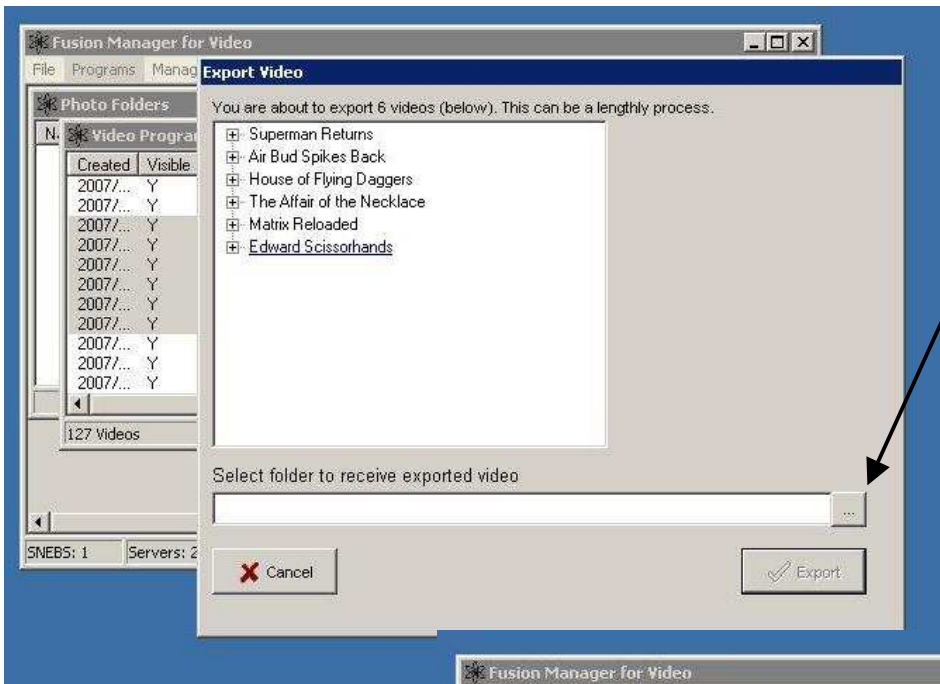 Fusion Manager for Video
File Programs Manag
Export Video
Photo Folders
N
Video Progra
Created Visible
2007/... Y
2007/... Y
2007/... Y
2007/... Y
2007/... Y
2007/... Y
2007/... Y
2007/... Y
2007/... Y
2007/... Y
2007/... Y
127 Videos
SNEBS: 1 Servers: 2
You are about to export 6 videos (below). This can be a lengthly process.
Superman Returns
Air Bud Spikes Back
House of Flying Daggers
The Affair of the Necklace
Matrix Reloaded
Edward Scissorhands
Select folder to receive exported video
...
Cancel
Export
Fusion Manager for Video